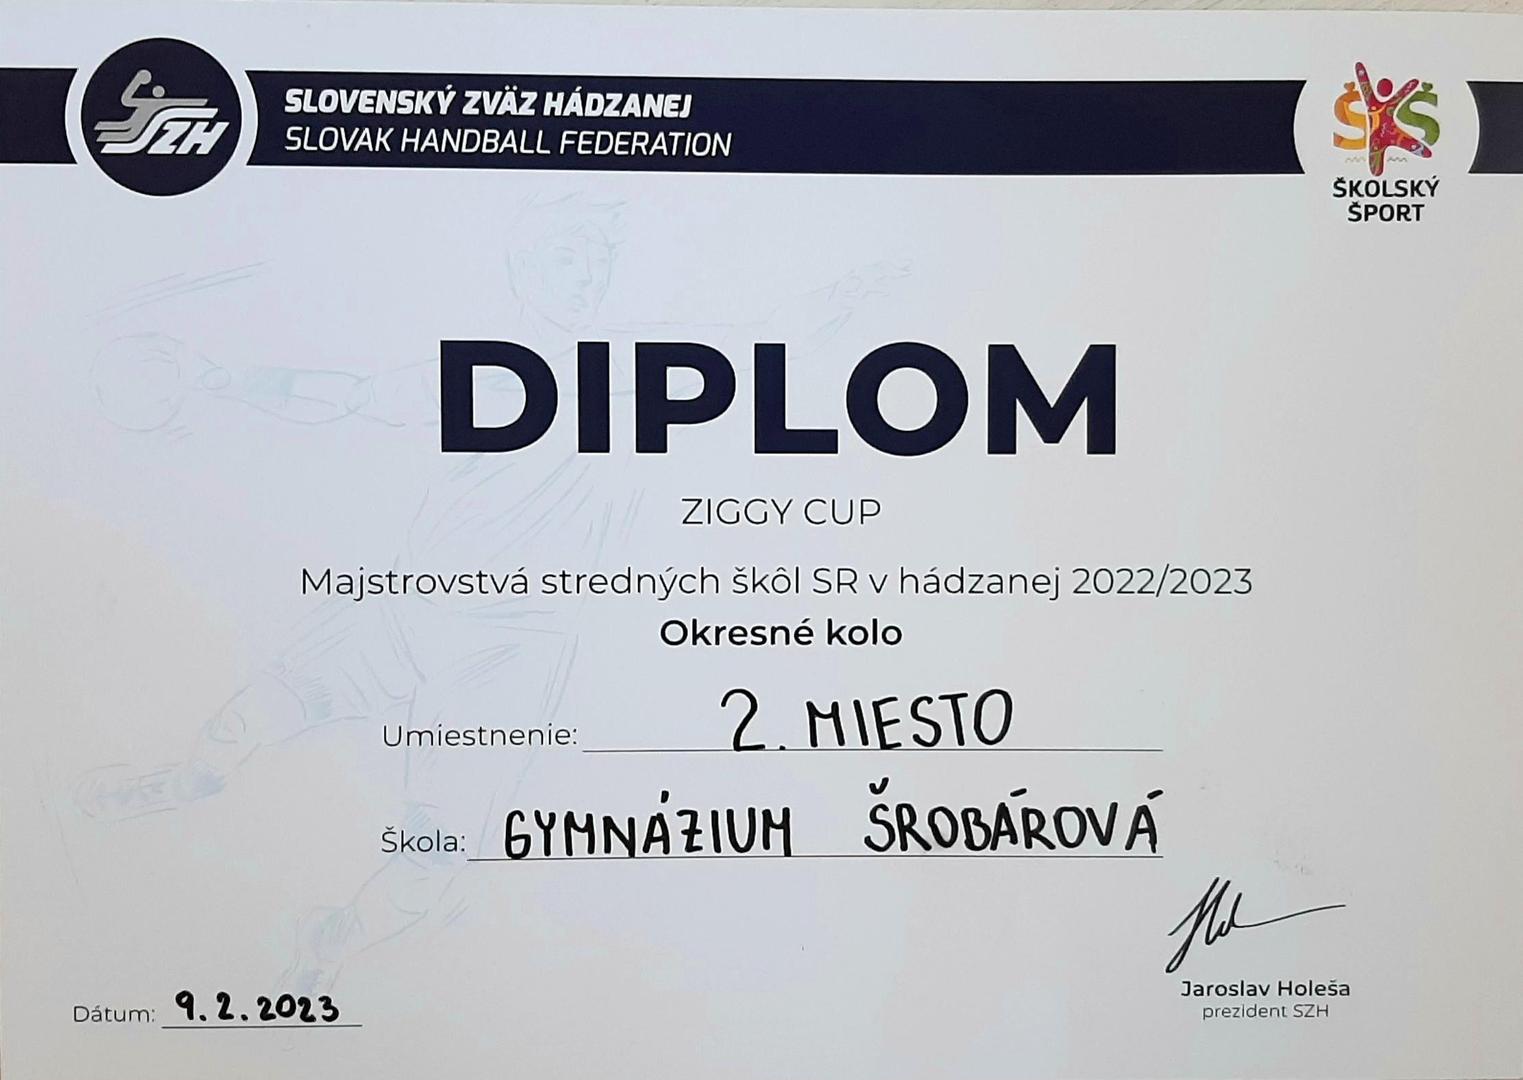 SZH
SLOVENSKÝ ZVÄZ HÁDZANEJ
SLOVAK HANDBALL FEDERATION
ŠŠ
ŠKOLSKÝ
ŠPORT
DIPLOM
ZIGGY CUP
Majstrovstvá stredných škôl SR v hádzanej 2022/2023
Okresné kolo
Umiestnenie: 2. MIESTO
Škola: GYMNÁZIUM ŠROBÁROVÁ
Jaroslav Holeša
prezident SZH
Dátum: 9.2.2023